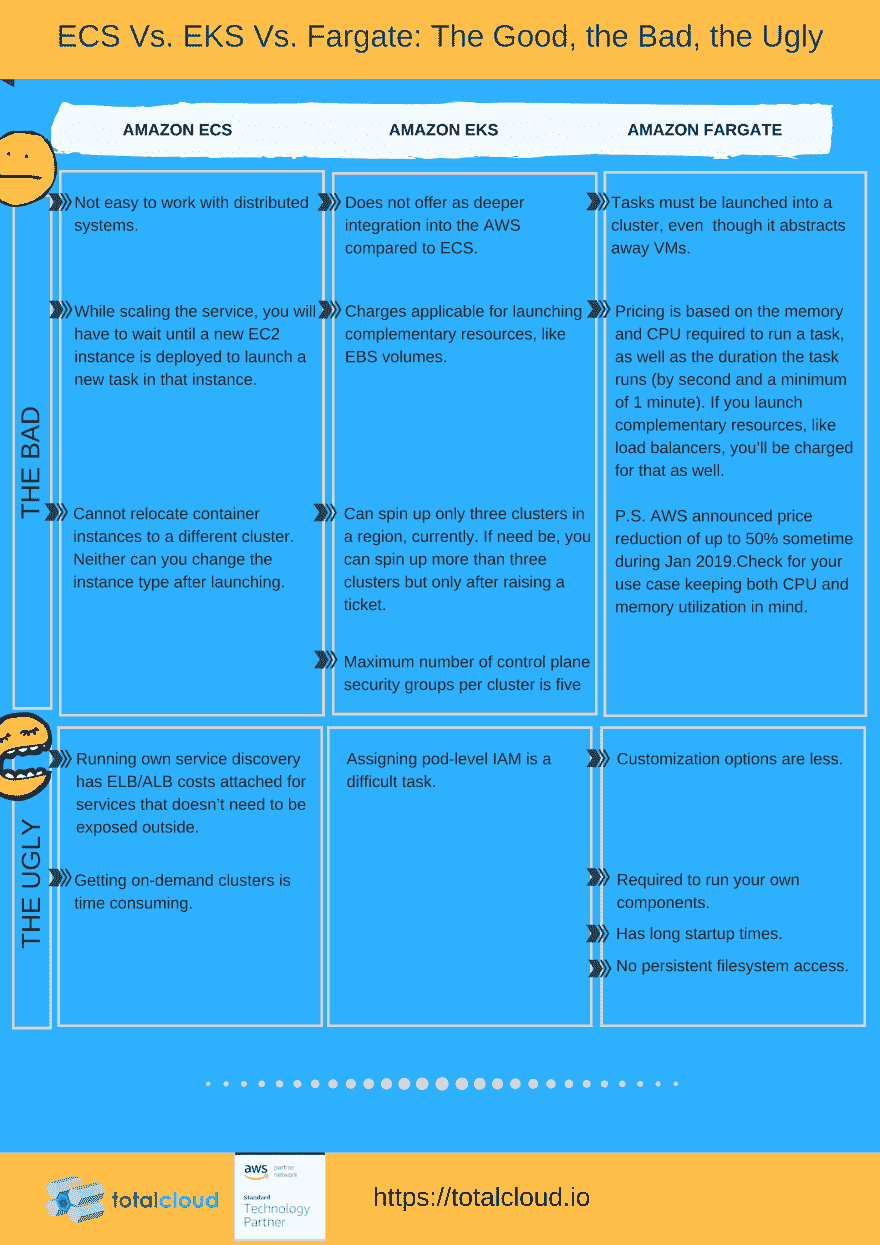 ECS Vs. EKS Vs. Fargate: The Good, the Bad, the Ugly
AMAZON ECS
AMAZON EKS
AMAZON FARGATE
THE BAD
Not easy to work with distributed
systems.
While scaling the service, you will
have to wait until a new EC2
instance is deployed to launch a
new task in that instance.
Cannot relocate container
instances to a different cluster.
Neither can you change the
instance type after launching.
Does not offer as deeper
integration into the AWS
compared to ECS.
Charges applicable for launching
complementary resources, like
EBS volumes.
Can spin up only three clusters in
a region, currently. If need be, you
can spin up more than three
clusters but only after raising a
ticket.
Maximum number of control plane
security groups per cluster is five
Tasks must be launched into a
cluster, even  though it abstracts
away VMs.
Pricing is based on the memory
and CPU required to run a task,
as well as the duration the task
runs (by second and a minimum
of 1 minute). If you launch
complementary resources, like
load balancers, you’ll be charged
for that as well.
P.S. AWS announced price
reduction of up to 50% sometime
during Jan 2019.Check for your
use case keeping both CPU and
memory utilization in mind.
THE UGLY
Running own service discovery
has ELB/ALB costs attached for
services that doesn’t need to be
exposed outside.
Getting on-demand clusters is
time consuming.
Assigning pod-level IAM is a
difficult task.
Customization options are less.
Required to run your own
components.
Has long startup times.
No persistent filesystem access.
totalcloud
aws partner
network
Standard
Technology
Partner
https://totalcloud.io